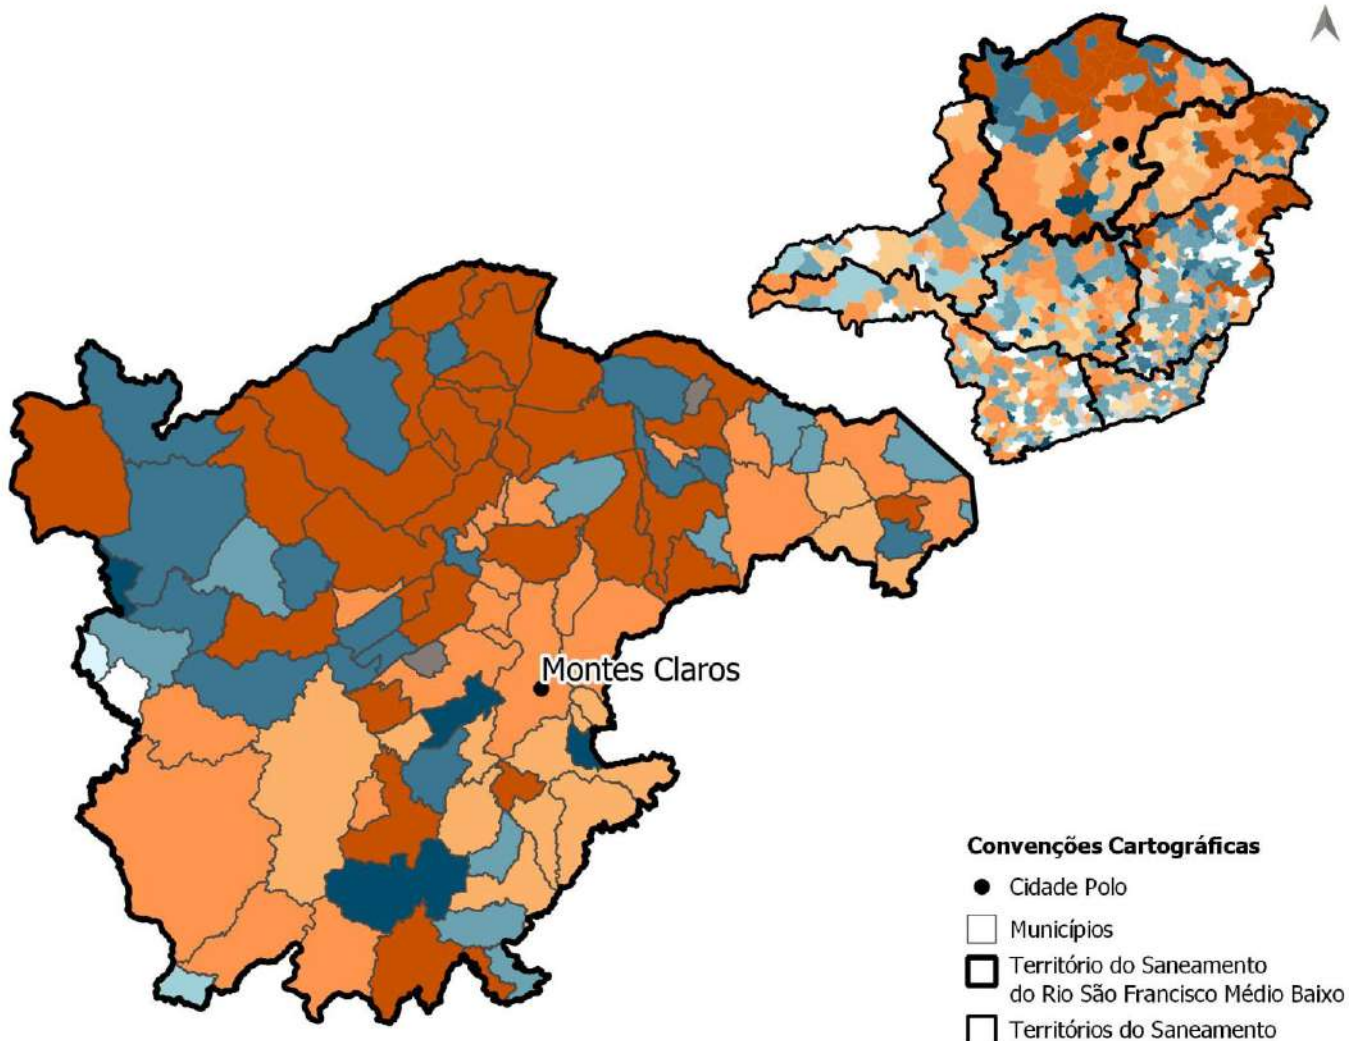 Montes Claros
Convenções Cartográficas
Cidade Polo
Municípios
Território do Saneamento
do Rio São Francisco Médio Baixo
Territórios do Saneamento